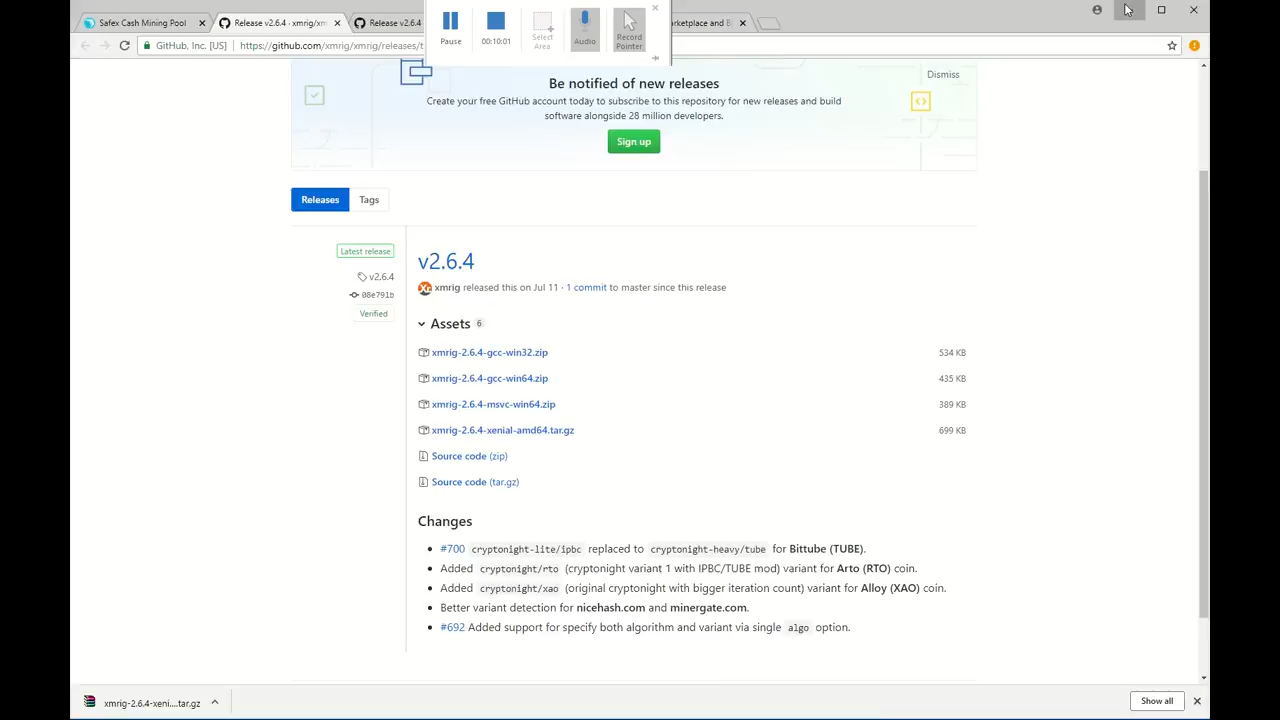 Safex Cash Mining Pool
Release v2.6.4 · xmrig/xm
Release v2.6.4
arketplace and B
GitHub, Inc. [US]
https://github.com/xmrig/xmrig/releases/t
Pause
00:10:01
Select
Area
Audio
Record
Pointer
Be notified of new releases
Dismiss
Create your free GitHub account today to subscribe to this repository for new releases and build
software alongside 28 million developers.
Sign up
Releases
Tags
Latest release
v2.6.4
08e791b
Verified
v2.6.4
xmrig released this on Jul 11 · 1 commit to master since this release
Assets 6
xmrig-2.6.4-gcc-win32.zip 534 KB
xmrig-2.6.4-gcc-win64.zip 435 KB
xmrig-2.6.4-msvc-win64.zip 389 KB
xmrig-2.6.4-xenial-amd64.tar.gz 699 KB
Source code (zip)
Source code (tar.gz)
Changes
#700 cryptonight-lite/ipbc replaced to cryptonight-heavy/tube for Bittube (TUBE).
Added cryptonight/rto (cryptonight variant 1 with IPBC/TUBE mod) variant for Arto (RTO) coin.
Added cryptonight/xao (original cryptonight with bigger iteration count) variant for Alloy (XAO) coin.
Better variant detection for nicehash.com and minergate.com.
#692 Added support for specify both algorithm and variant via single algo option.
xmrig-2.6.4-xeni....tar.gz
Show all